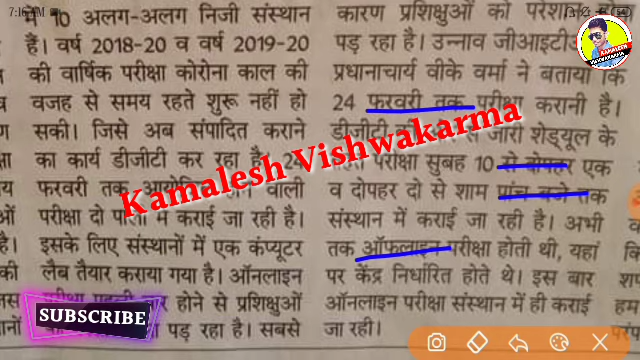 7:16 AM
10 अलग-अलग निजी संस्थान
हैं। वर्ष 2018-20 व वर्ष 2019-20
की वार्षिक परीक्षा कोरोना काल की
वजह से समय रहते शुरू नहीं हो
सकी। जिसे अब संपादित कराने
का कार्य डीजीटी कर रहा है। 24
फरवरी तक वाली
परीक्षा दो पाली में कराई जा रही है।
इसके लिए संस्थानों में एक कंप्यूटर
लैब तैयार कराया गया है। ऑनलाइन
परीक्षा होने से प्रशिक्षुओं
पड़ रहा है। सबसे
कारण प्रशिक्षुओं को
पड़ रहा है। उन्नाव
प्रधानाचार्य वीके वर्मा ने बताया कि
24 फरवरी तक परीक्षा करानी है।
डीजीटी से जारी शेड्यूल के
परीक्षा सुबह 10 से दोपहर एक
व दोपहर दो से शाम पांच बजे तक
संस्थान में कराई जा रही है। अभी
तक ऑफलाइन परीक्षा होती थी, यहां
पर केंद्र निर्धारित होते थे। इस बार
ऑनलाइन परीक्षा संस्थान में ही कराई
जा रही।
Kamalesh Vishwakarma
SUBSCRIBE
KAMALESH
VISHWAKARMA